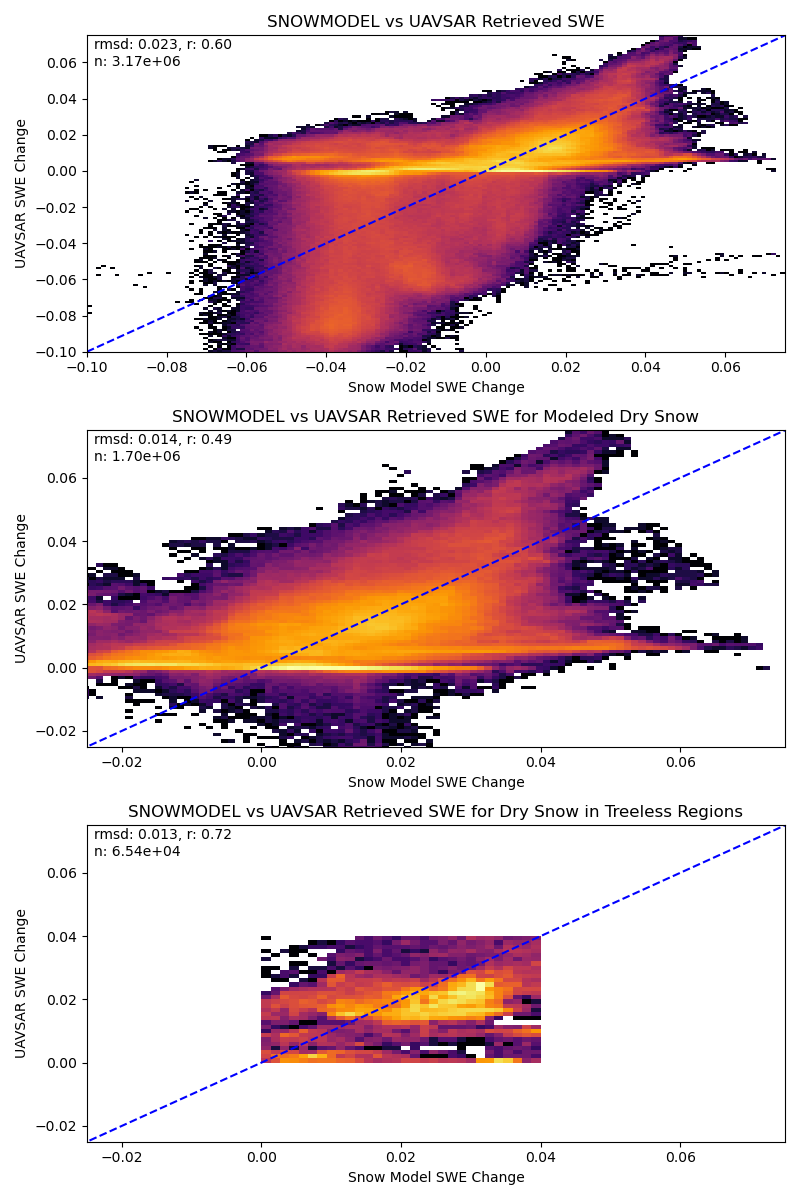 SNOWMODEL vs UAVSAR Retrieved SWE
rmsd: 0.023, r: 0.60
n: 3.17e+06
0.06
0.04
0.02
0.00
−0.02
−0.04
−0.06
−0.08
−0.10
UAVSAR SWE Change
−0.10 −0.08 −0.06 −0.04 −0.02 0.00 0.02 0.04 0.06
Snow Model SWE Change
SNOWMODEL vs UAVSAR Retrieved SWE for Modeled Dry Snow
rmsd: 0.014, r: 0.49
n: 1.70e+06
0.06
0.04
0.02
0.00
−0.02
UAVSAR SWE Change
−0.02 0.00 0.02 0.04 0.06
Snow Model SWE Change
SNOWMODEL vs UAVSAR Retrieved SWE for Dry Snow in Treeless Regions
rmsd: 0.013, r: 0.72
n: 6.54e+04
0.06
0.04
0.02
0.00
−0.02
UAVSAR SWE Change
−0.02 0.00 0.02 0.04 0.06
Snow Model SWE Change